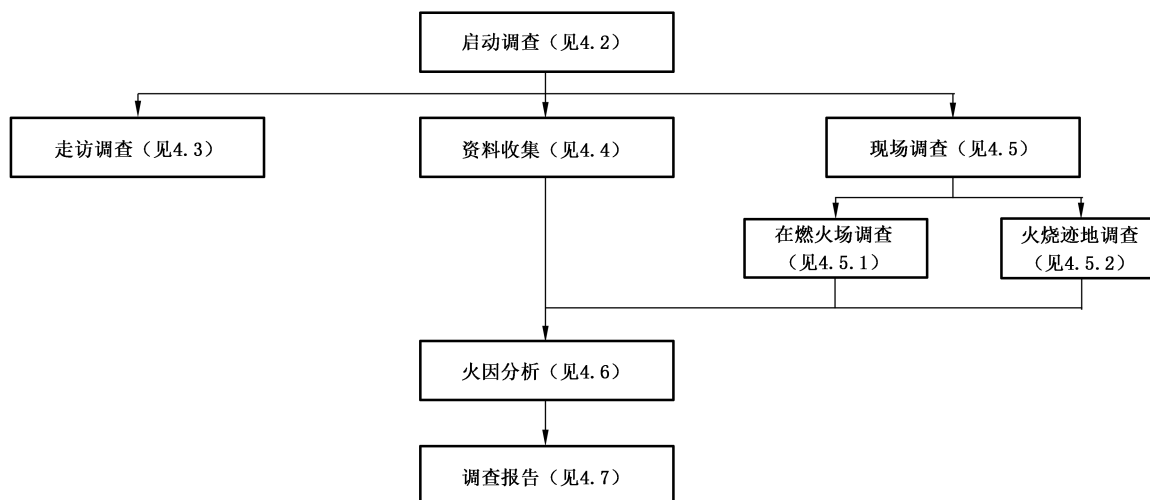 启动调查（见4.2）
走访调查（见4.3）
资料收集（见4.4）
现场调查（见4.5）
在燃火场调查
（见4.5.1）
火烧迹地调查
（见4.5.2）
火因分析（见4.6）
调查报告（见4.7）